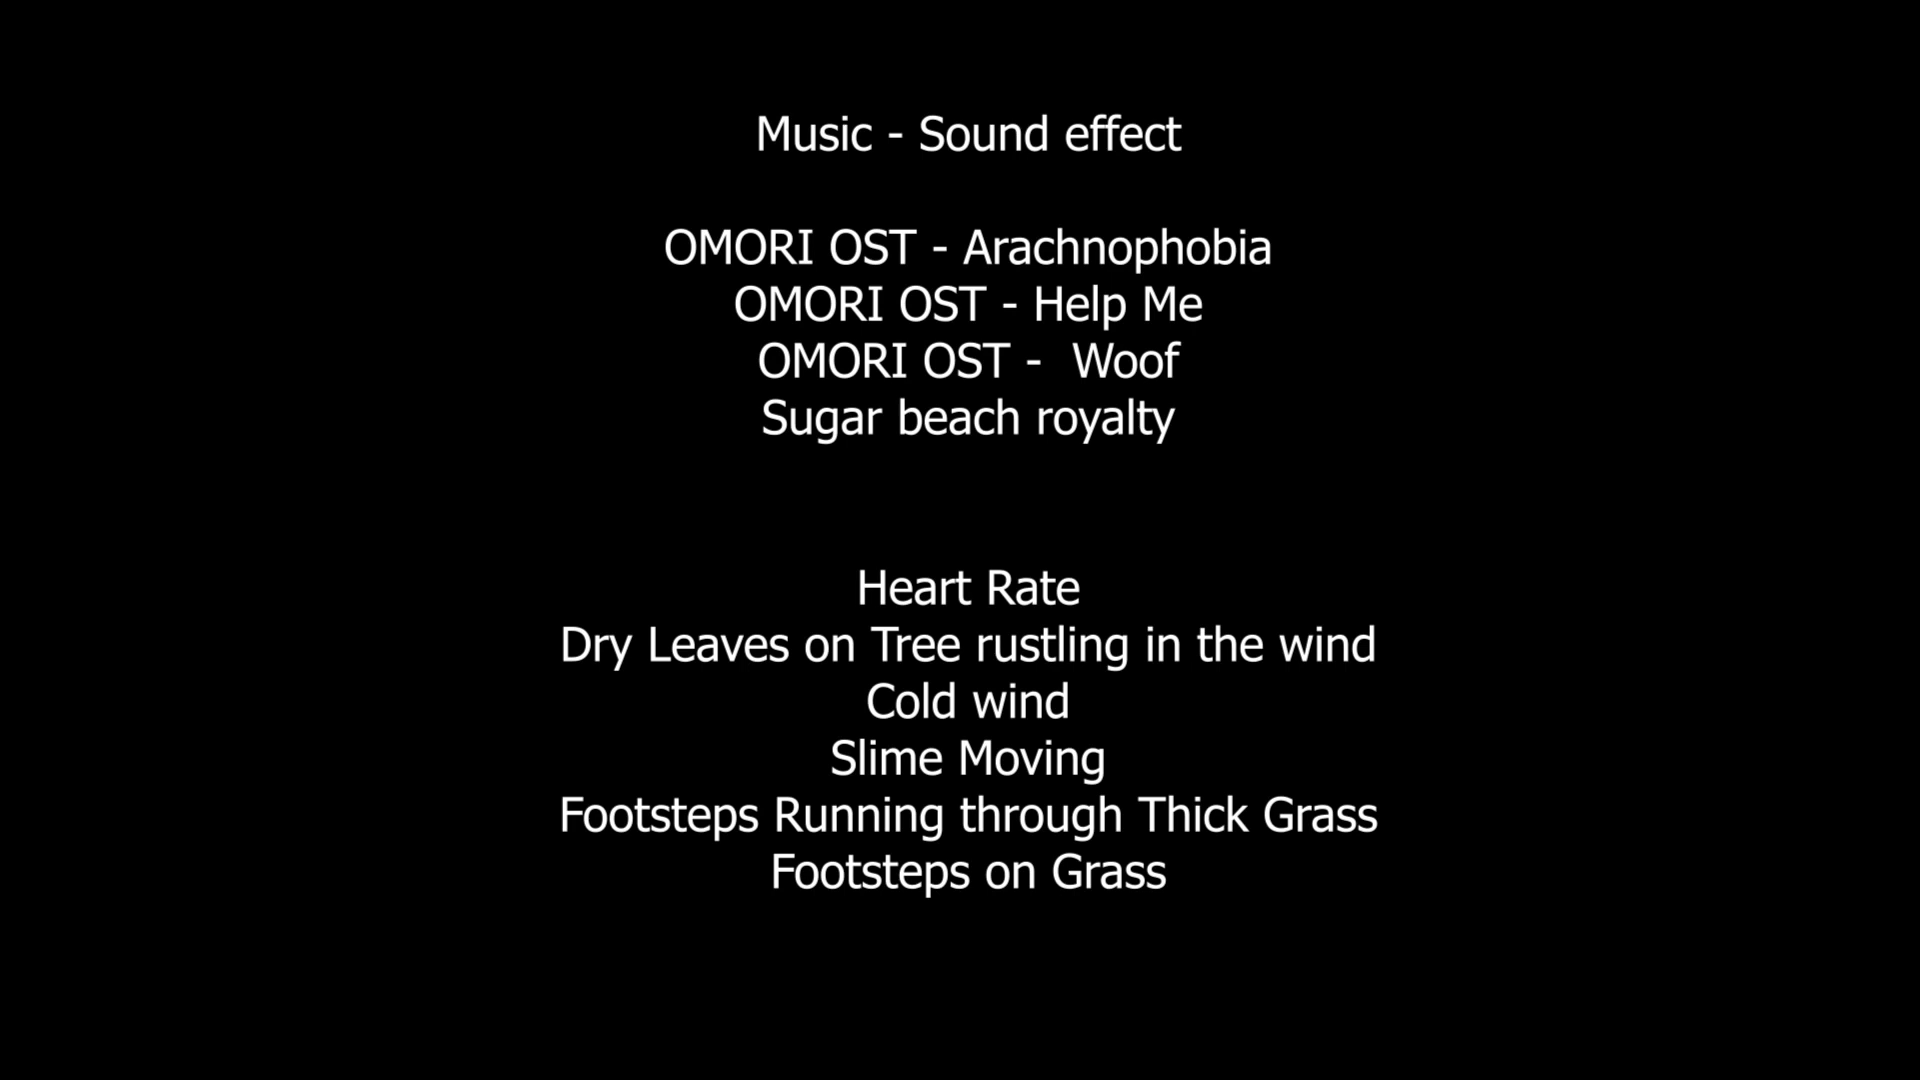 Music - Sound effect
OMORI OST - Arachnophobia
OMORI OST - Help Me
OMORI OST -  Woof
Sugar beach royalty
Heart Rate
Dry Leaves on Tree rustling in the wind
Cold wind
Slime Moving
Footsteps Running through Thick Grass
Footsteps on Grass